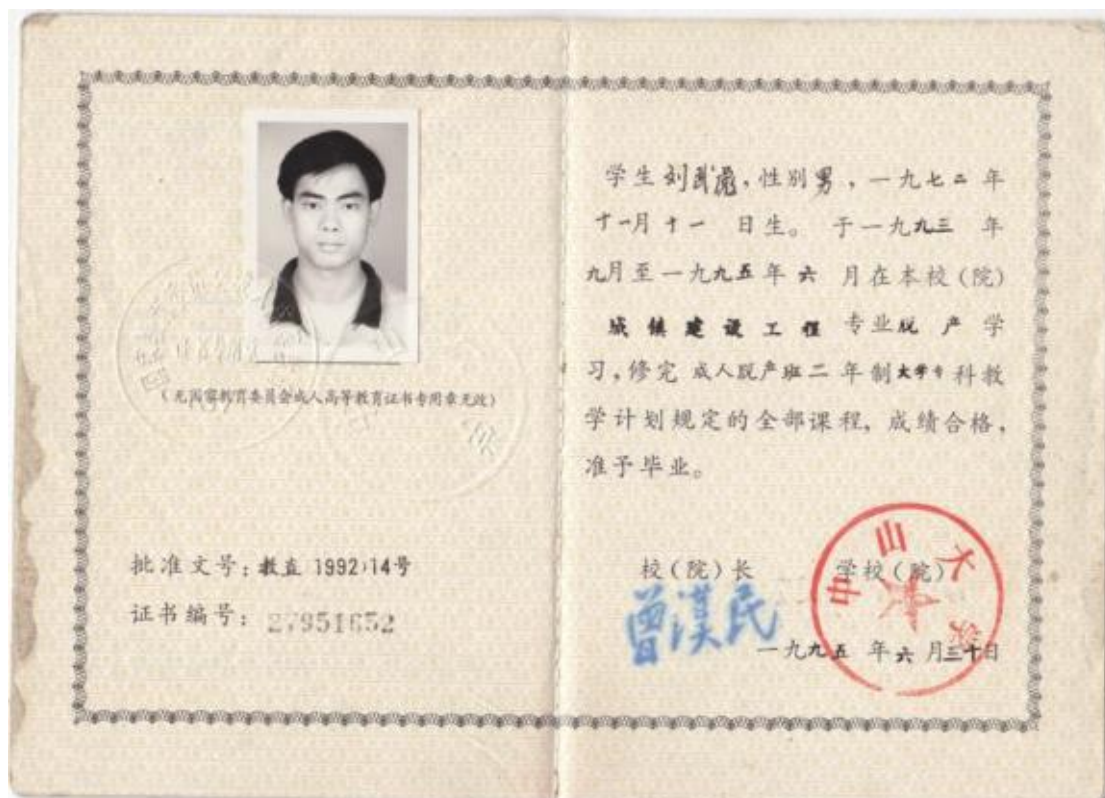 （无国家教育委员会成人高等教育证书专用章无效）
批准文号：教直 1992)14号
证书编号：27951652
学生 刘武彪，性别男，一九七二年
十一月十一 日生。于一九九三 年
九月至一九九五年 六 月在本校(院)
城镇建设工程 专业脱产学
习，修完 成人脱产班二 年制大学专科教
学计划规定的全部课程，成绩合格，
准予毕业。
校(院)长 学校(院)
曾汉民
中山大学
一九九五 年六 月三十日